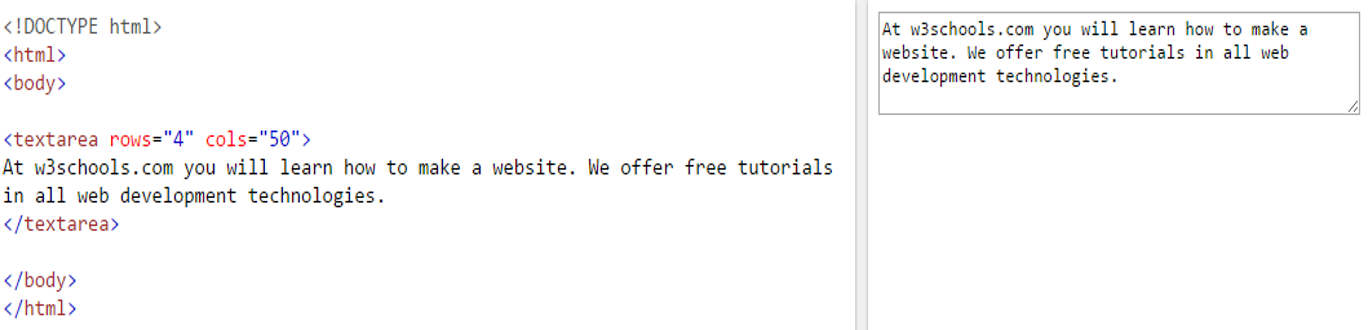 <!DOCTYPE html>
<html>
<body>
<textarea rows="4" cols="50">
At w3schools.com you will learn how to make a website. We offer free tutorials
in all web development technologies.
</textarea>
</body>
</html>
At w3schools.com you will learn how to make a
website. We offer free tutorials in all web
development technologies.